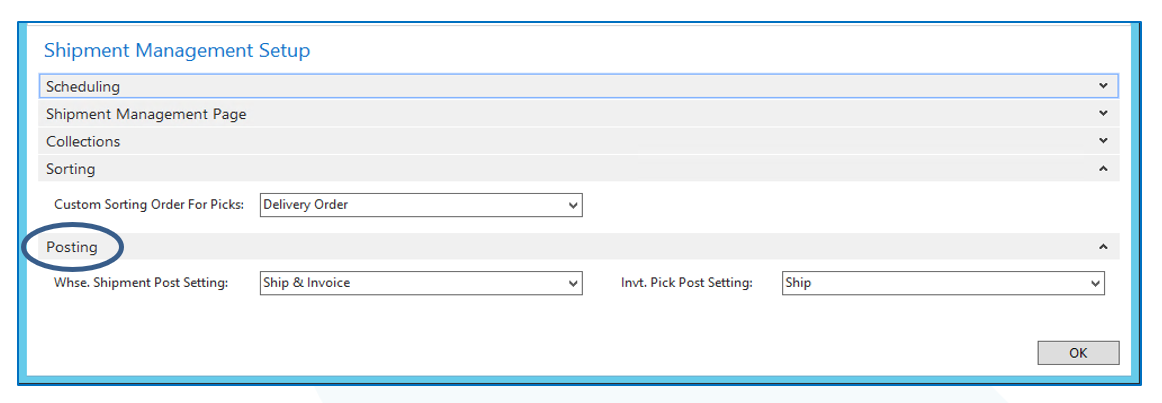 Shipment Management Setup
Scheduling
Shipment Management Page
Collections
Sorting
Custom Sorting Order For Picks: Delivery Order
Posting
Whse. Shipment Post Setting: Ship & Invoice Invt. Pick Post Setting: Ship
OK